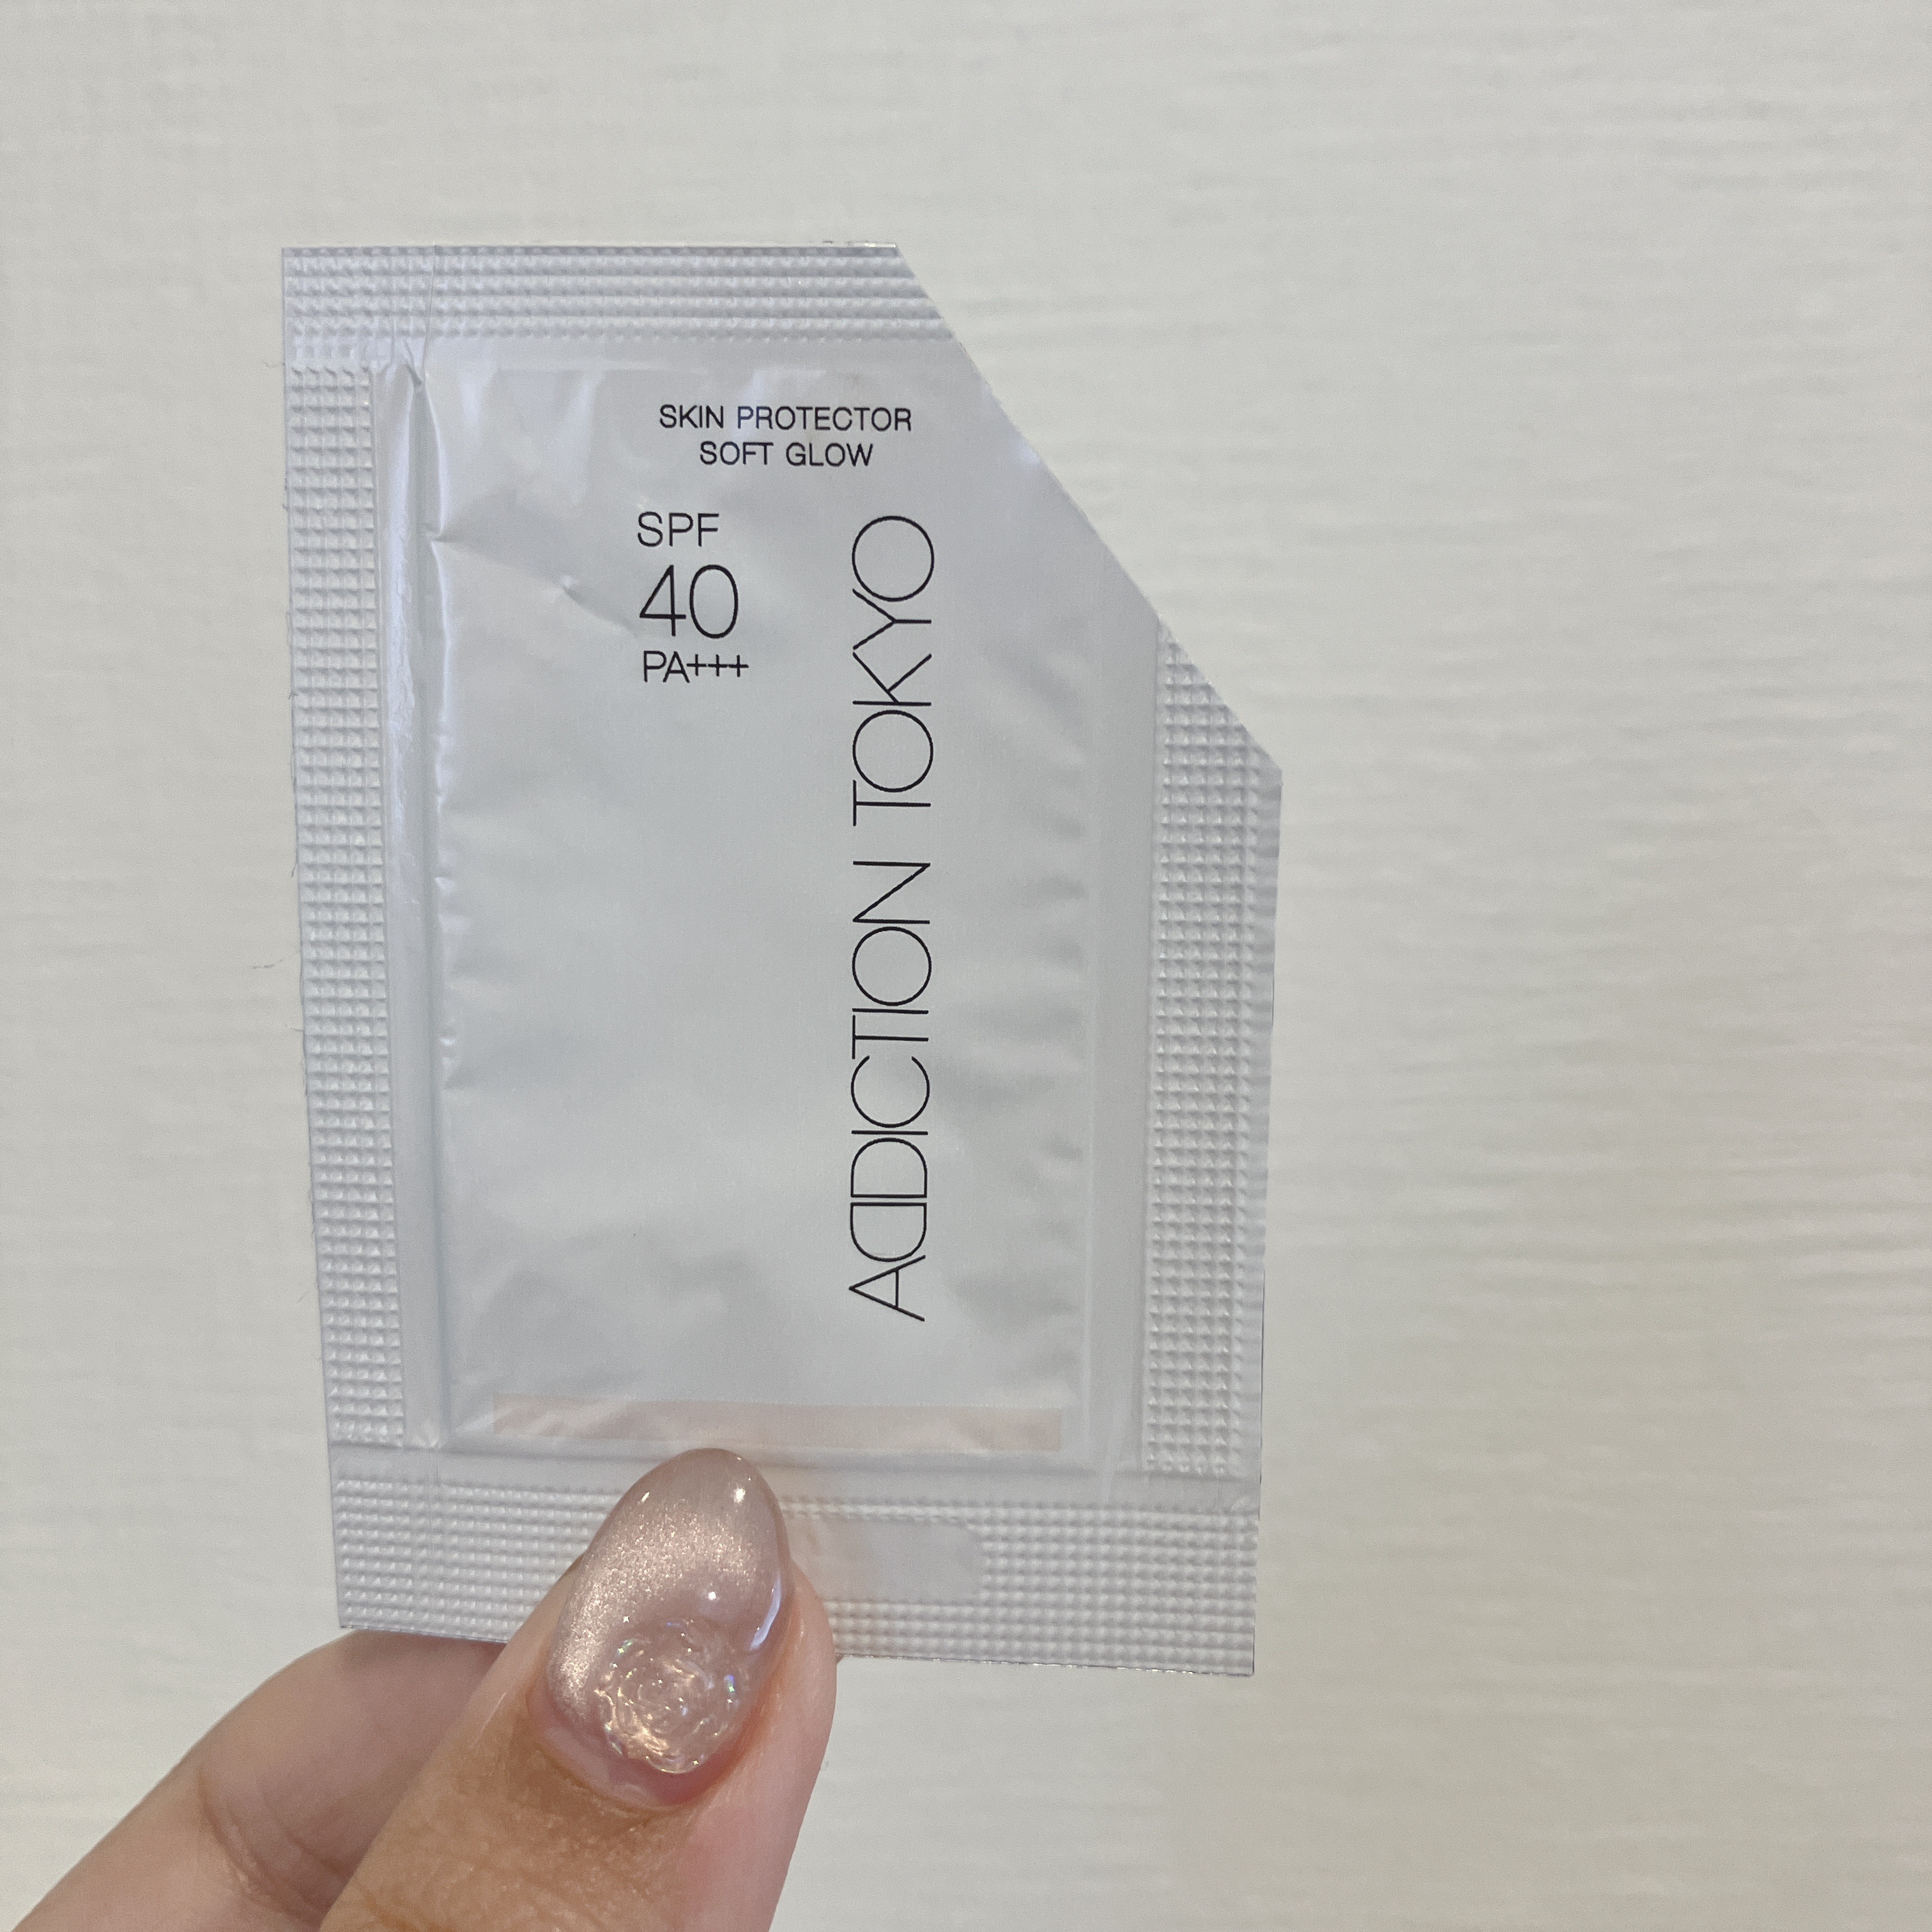 SKIN PROTECTOR
SOFT GLOW
SPF
40
PA+++
ADDICTION TOKYO